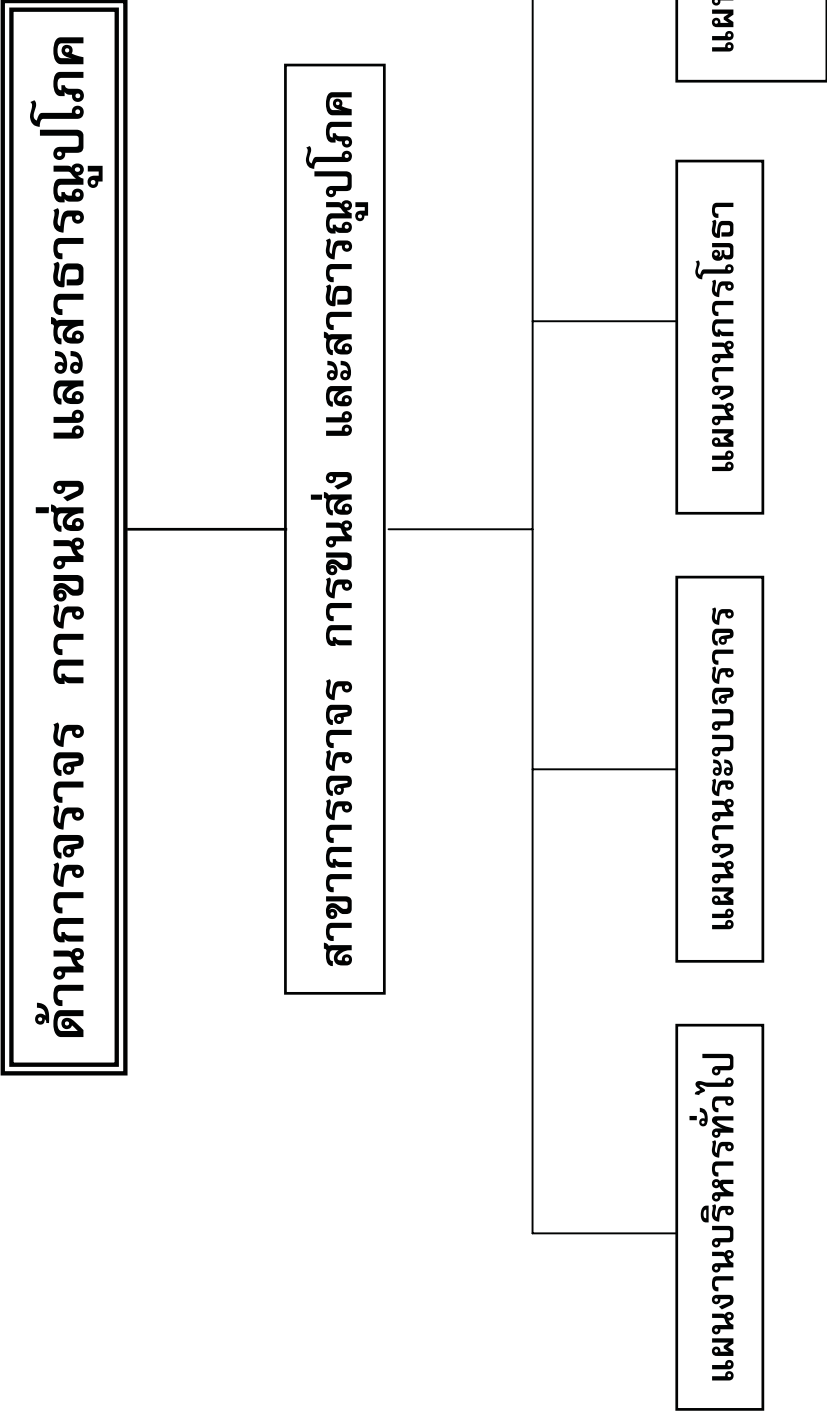 ด้านการจราจร การขนส่ง และสาธารณูปโภค
สาขาการจราจร การขนส่ง และสาธารณูปโภค
แผนงานบริหารทั่วไป
แผนงานระบบจราจร
แผนงานการโยธา